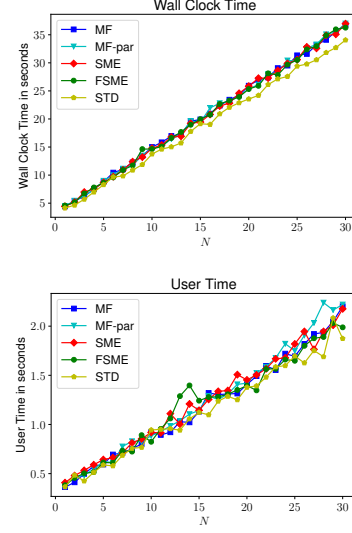 Wall Clock Time
MF
MF-par
SME
FSME
STD
Wall Clock Time in seconds
35
30
25
20
15
10
5
0 5 10 15 20 25 30
N
User Time
MF
MF-par
SME
FSME
STD
User Time in seconds
2.0
1.5
1.0
0.5
0 5 10 15 20 25 30
N